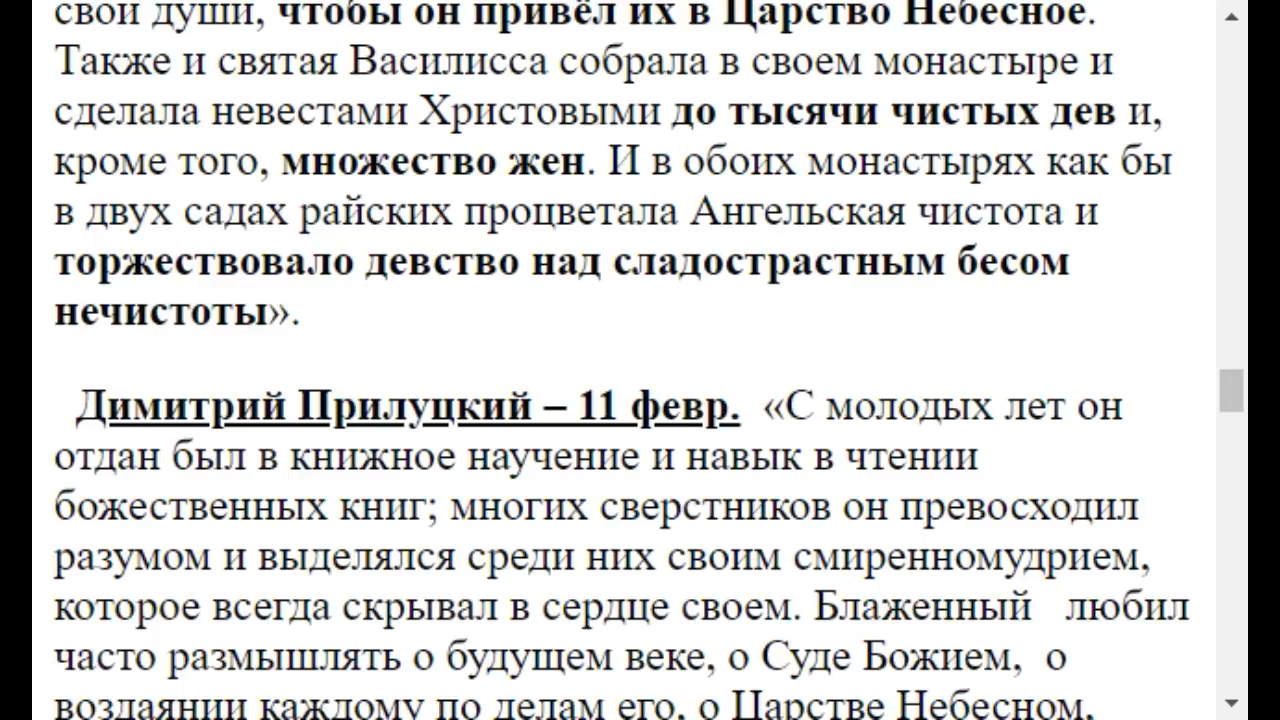 свои души, чтобы он привёл их в Царство Небесное.
Также и святая Василисса собрала в своем монастыре и
сделала невестами Христовыми до тысячи чистых дев и,
кроме того, множество жен. И в обоих монастырях как бы
в двух садах райских процветала Ангельская чистота и
торжествовало девство над сладострастным бесом
нечистоты».
Димитрий Прилуцкий – 11 февр. «С молодых лет он
отдан был в книжное научение и навык в чтении
божественных книг; многих сверстников он превосходил
разумом и выделялся среди них своим смиренномудрием,
которое всегда скрывал в сердце своем. Блаженный любил
часто размышлять о будущем веке, о Суде Божием, о
воздаянии каждому по делам его, о Царстве Небесном,